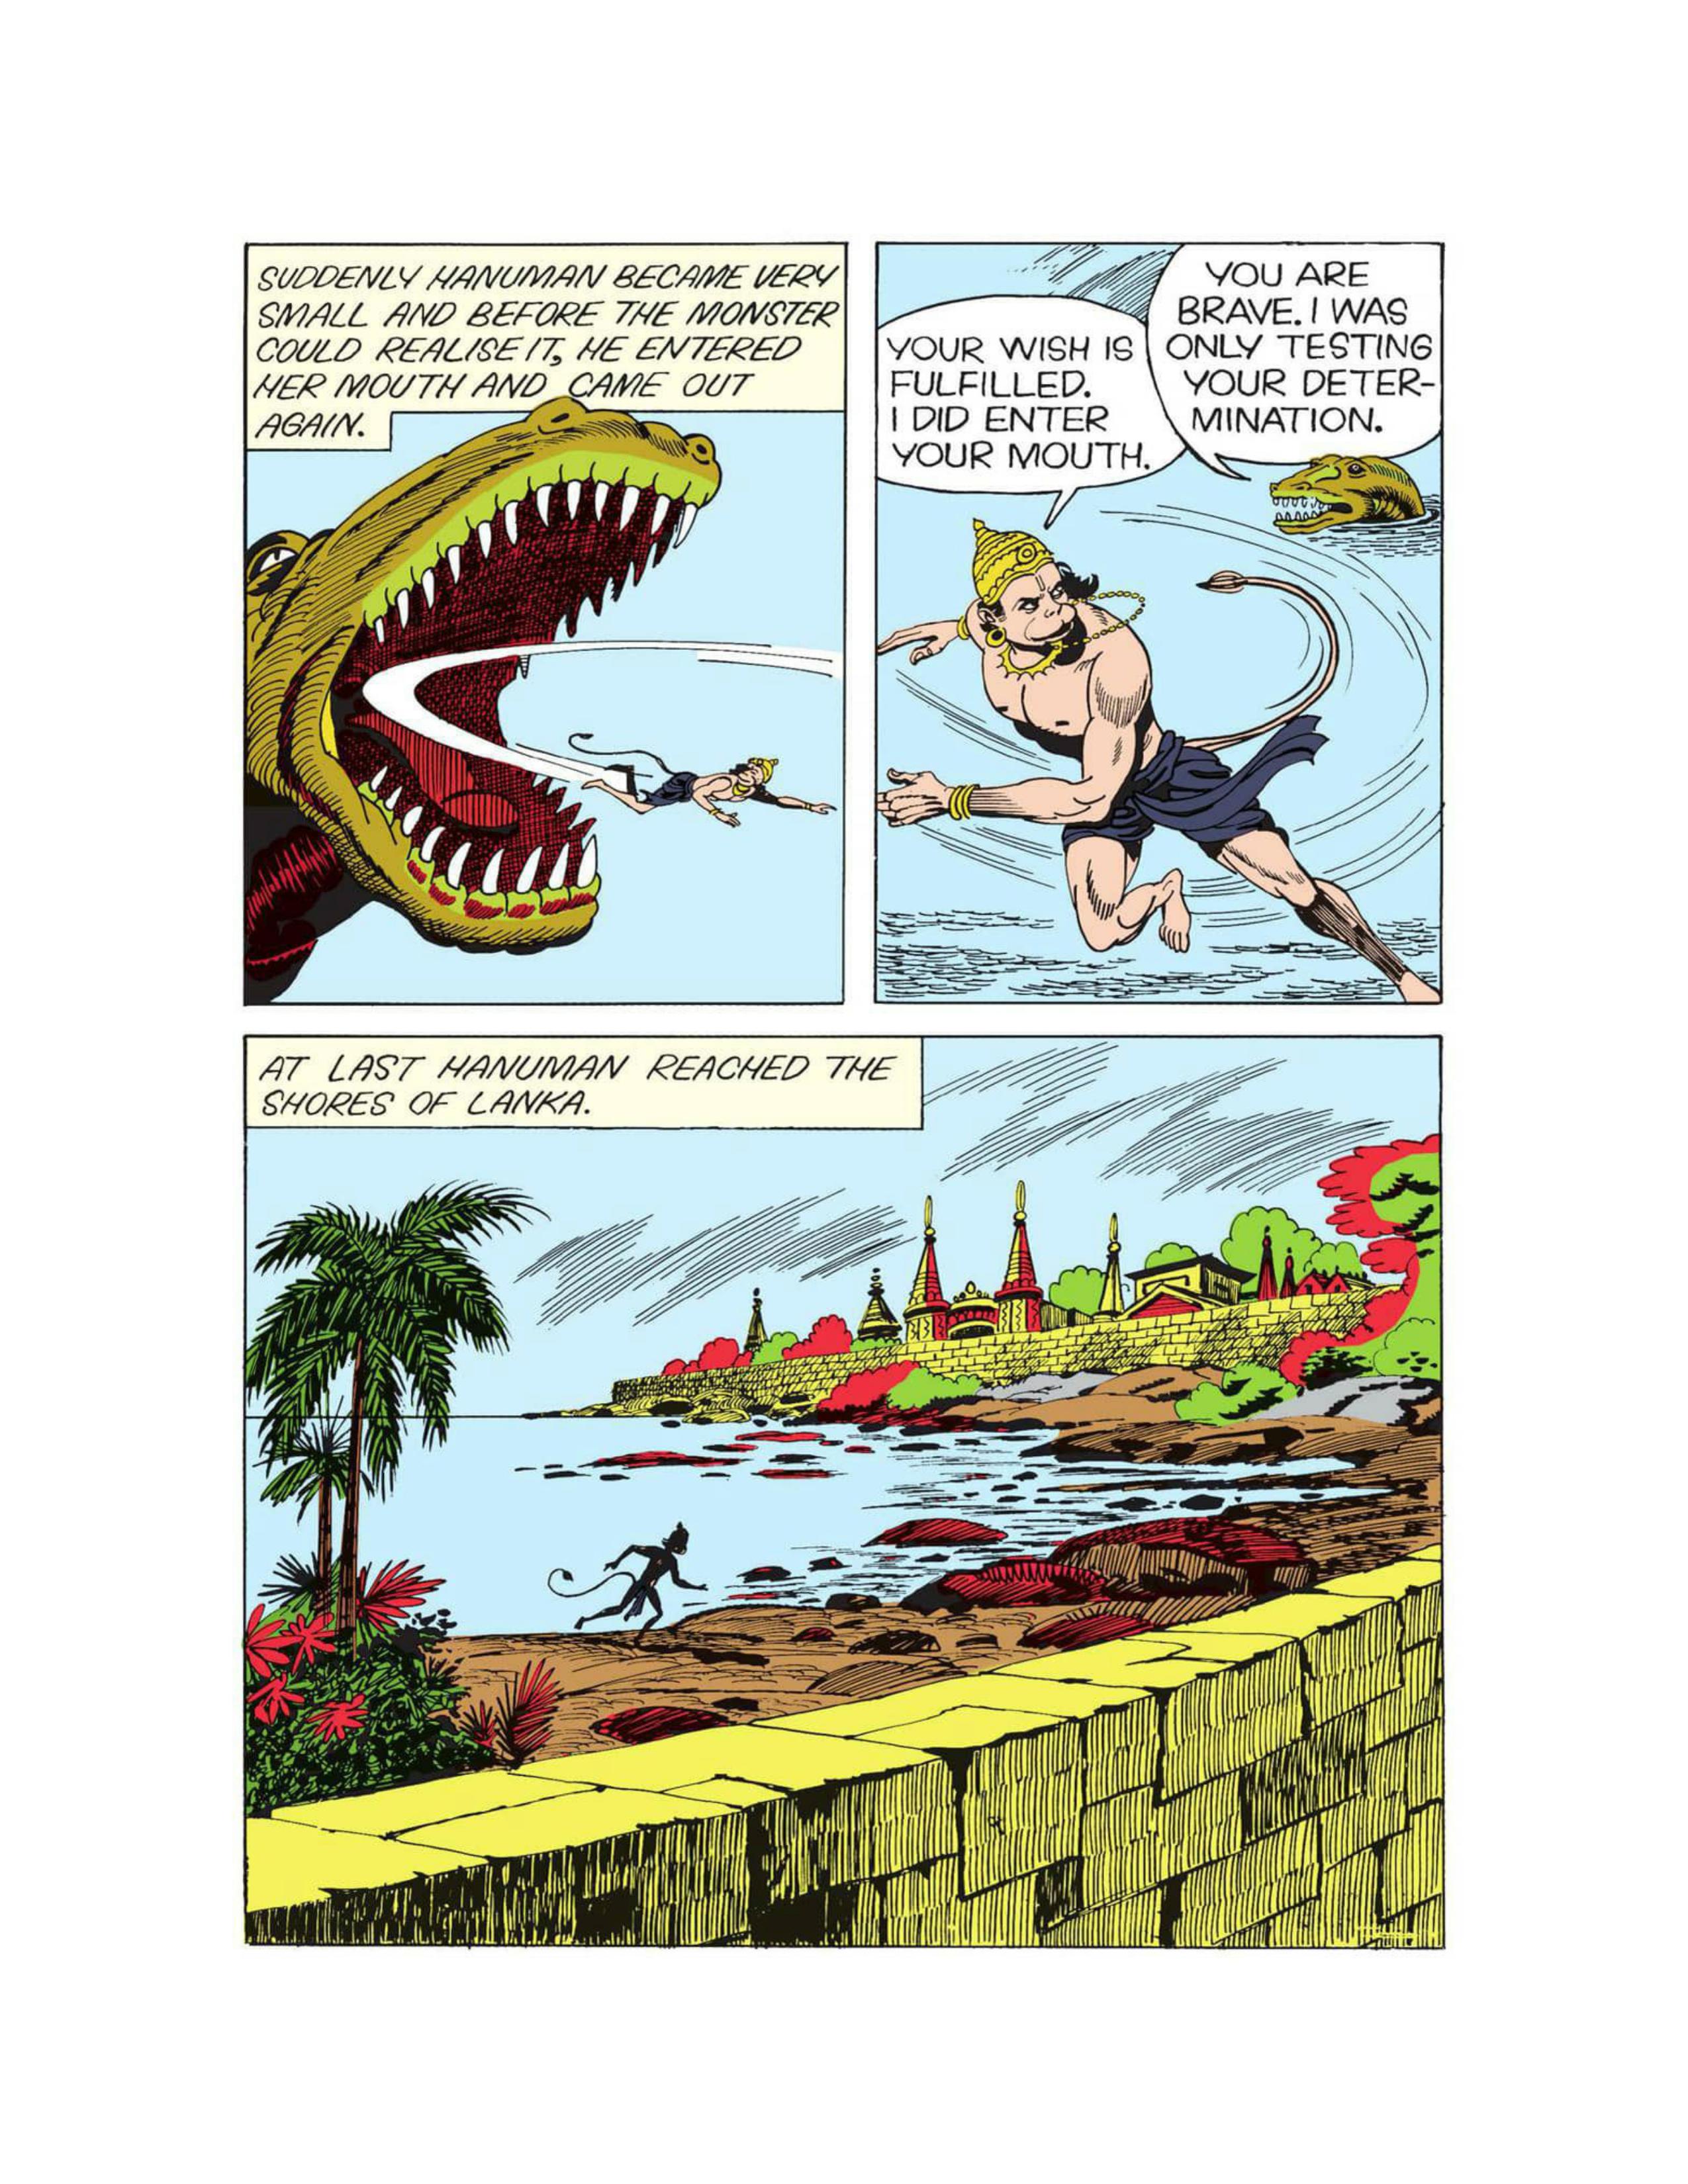 SUDDENLY HANUMAN BECAME VERY
SMALL AND BEFORE THE MONSTER
COULD REALISE IT, HE ENTERED
HER MOUTH AND CAME OUT
AGAIN.
YOUR WISH IS
FULFILLED.
I DID ENTER
YOUR MOUTH.
YOU ARE
BRAVE. I WAS
ONLY TESTING
YOUR DETER-
MINATION.
AT LAST HANUMAN REACHED THE
SHORES OF LANKA.